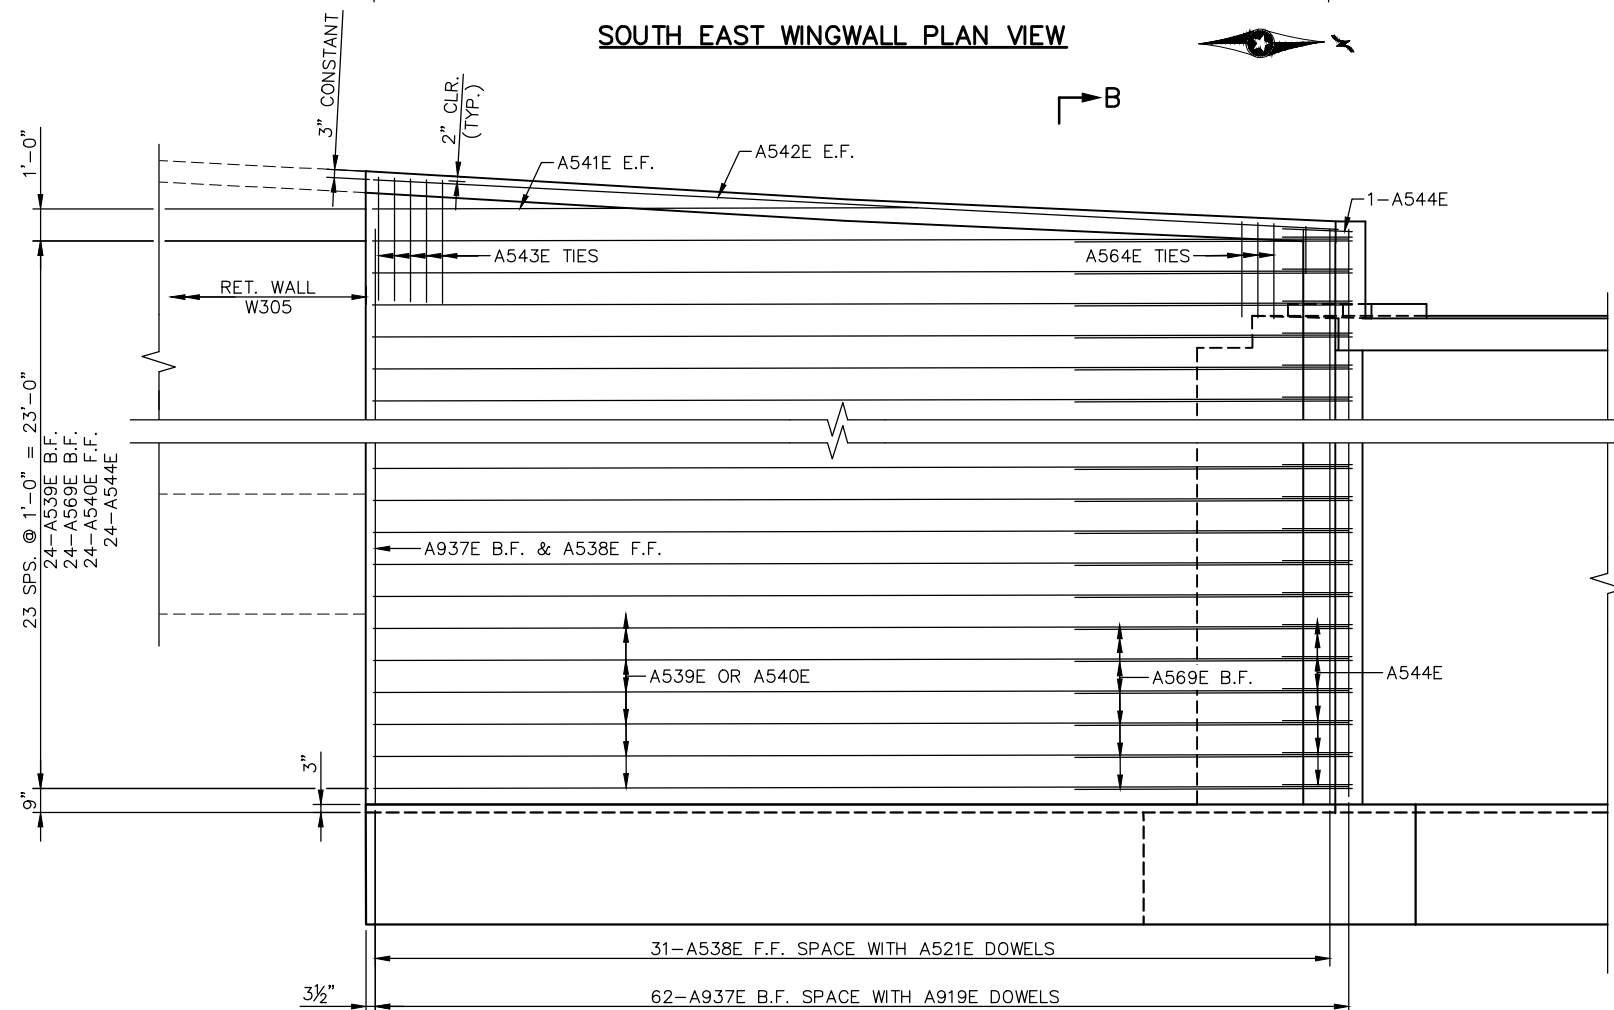 SOUTH EAST WINGWALL PLAN VIEW
B
3" CONSTANT
2" CLR.
(TYP.)
1'-0"
A541E E.F.
A542E E.F.
1-A544E
A543E TIES
A564E TIES
RET. WALL
W305
23 SPS. @ 1'-0" = 23'-0"
24-A539E B.F.
24-A569E B.F.
24-A540E F.F.
24-A544E
A937E B.F. & A538E F.F.
A539E OR A540E
A569E B.F.
A544E
3"
9"
31-A538E F.F. SPACE WITH A521E DOWELS
3½"
62-A937E B.F. SPACE WITH A919E DOWELS